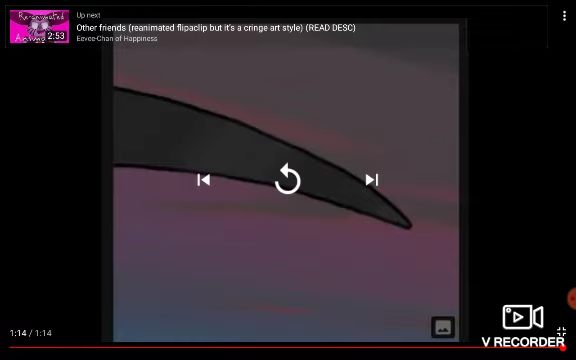 Up next
Other friends (reanimated flipaclip but it's a cringe art style) (READ DESC)
Eevee-Chan of Happiness
Reanimated
2:53
1:14 / 1:14
V RECORDER